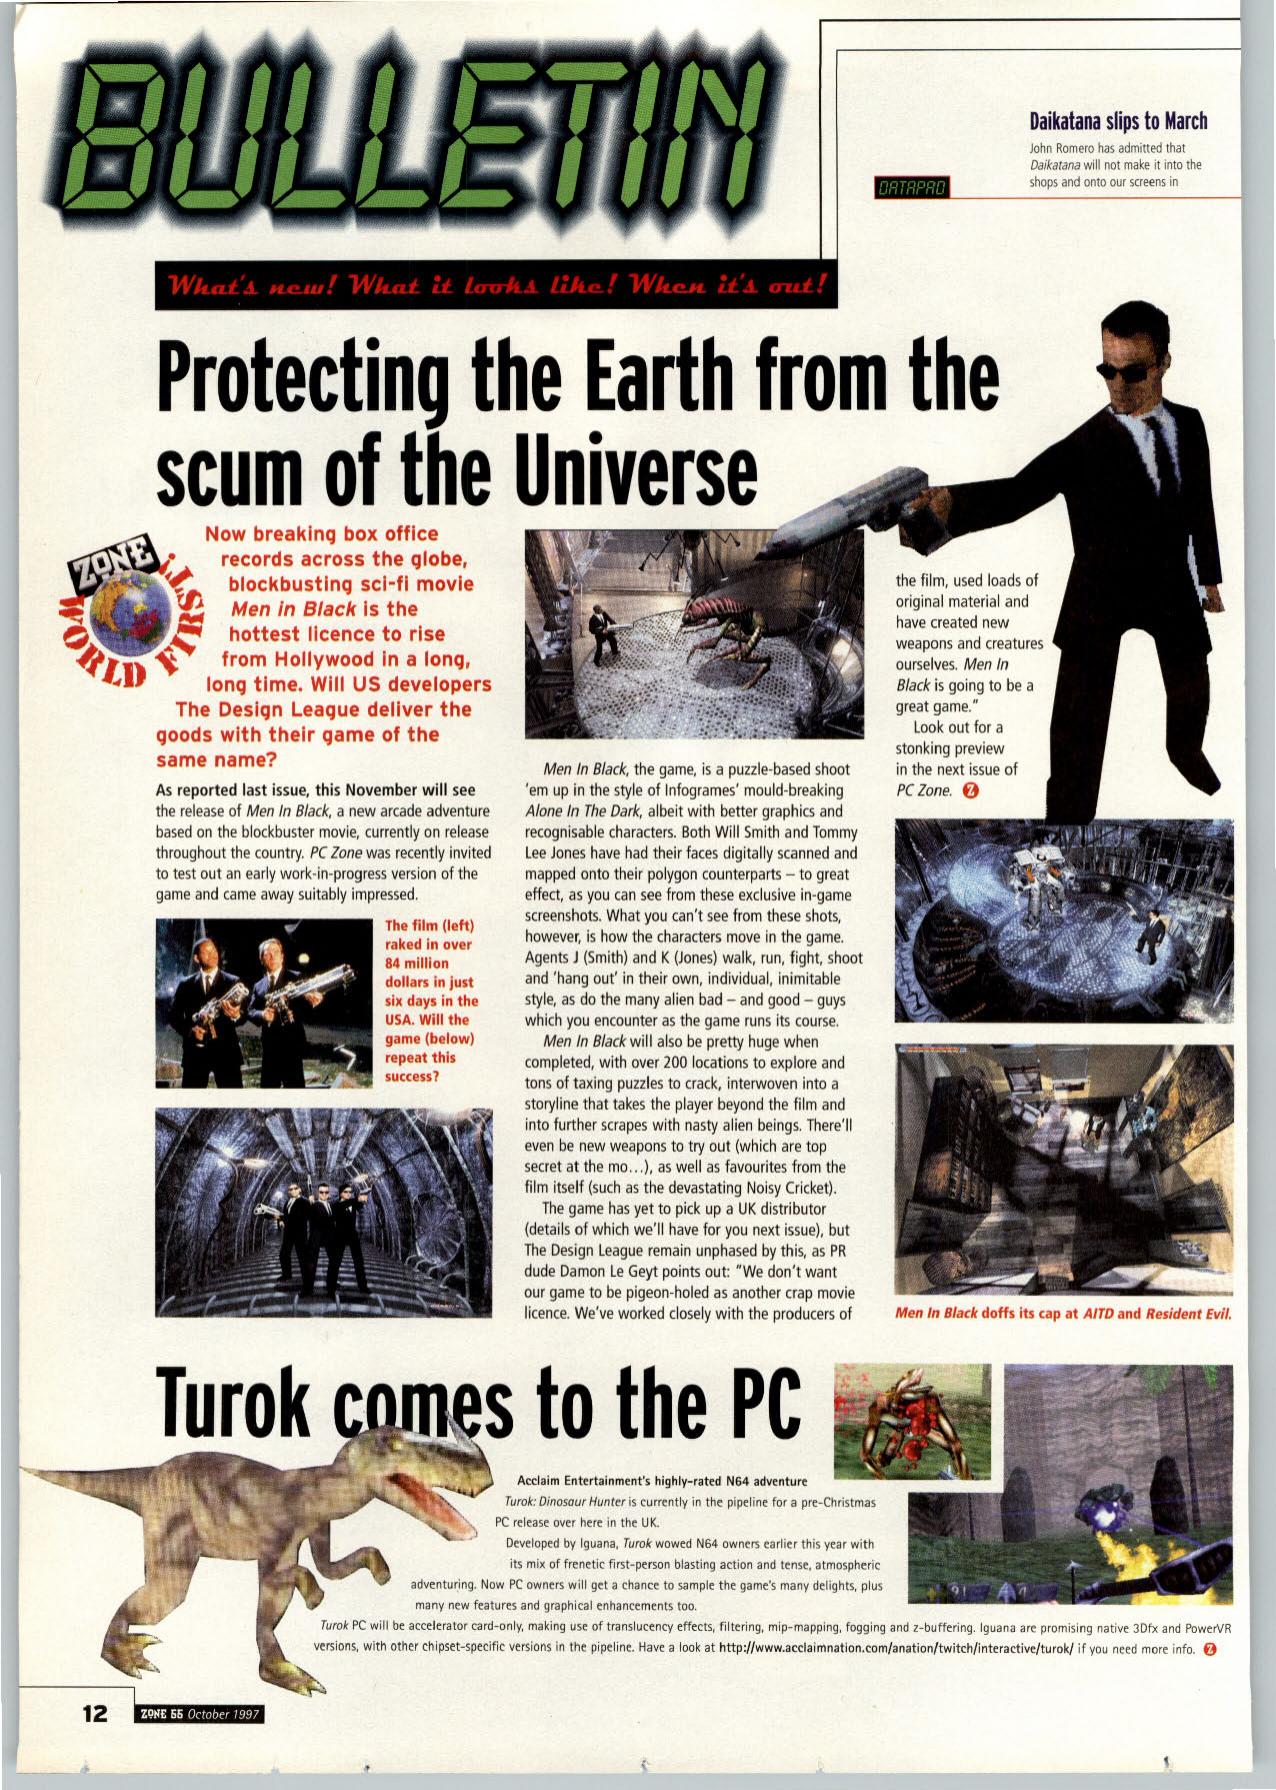 BULLETIN
Daikatana slips to March
John Romero has admitted that
Daikatana will not make it into the
shops and onto our screens in
DATAPAD
What's new! What it looks like! When it's out!
Protecting the Earth from the
scum of the Universe
ZONE
WORLD FIRST!
Now breaking box office
records across the globe,
blockbusting sci-fi movie
Men in Black is the
hottest licence to rise
from Hollywood in a long,
long time. Will US developers
The Design League deliver the
goods with their game of the
same name?
As reported last issue, this November will see
the release of Men In Black, a new arcade adventure
based on the blockbuster movie, currently on release
throughout the country. PC Zone was recently invited
to test out an early work-in-progress version of the
game and came away suitably impressed.
The film (left)
raked in over
84 million
dollars in just
six days in the
USA. Will the
game (below)
repeat this
success?
Men In Black, the game, is a puzzle-based shoot
'em up in the style of Infogrames' mould-breaking
Alone In The Dark, albeit with better graphics and
recognisable characters. Both Will Smith and Tommy
Lee Jones have had their faces digitally scanned and
mapped onto their polygon counterparts – to great
effect, as you can see from these exclusive in-game
screenshots. What you can't see from these shots,
however, is how the characters move in the game.
Agents J (Smith) and K (Jones) walk, run, fight, shoot
and 'hang out' in their own, individual, inimitable
style, as do the many alien bad – and good – guys
which you encounter as the game runs its course.
Men In Black will also be pretty huge when
completed, with over 200 locations to explore and
tons of taxing puzzles to crack, interwoven into a
storyline that takes the player beyond the film and
into further scrapes with nasty alien beings. There'll
even be new weapons to try out (which are top
secret at the mo...), as well as favourites from the
film itself (such as the devastating Noisy Cricket).
The game has yet to pick up a UK distributor
(details of which we'll have for you next issue), but
The Design League remain unphased by this, as PR
dude Damon Le Geyt points out: "We don't want
our game to be pigeon-holed as another crap movie
licence. We've worked closely with the producers of
the film, used loads of
original material and
have created new
weapons and creatures
ourselves. Men In
Black is going to be a
great game."
Look out for a
stonking preview
in the next issue of
PC Zone. Z
Men In Black doffs its cap at AITD and Resident Evil.
Turok comes to the PC
Acclaim Entertainment's highly-rated N64 adventure
Turok: Dinosaur Hunter is currently in the pipeline for a pre-Christmas
PC release over here in the UK.
Developed by Iguana, Turok wowed N64 owners earlier this year with
its mix of frenetic first-person blasting action and tense, atmospheric
adventuring. Now PC owners will get a chance to sample the game's many delights, plus
many new features and graphical enhancements too.
Turok PC will be accelerator card-only, making use of translucency effects, filtering, mip-mapping, fogging and z-buffering. Iguana are promising native 3Dfx and PowerVR
versions, with other chipset-specific versions in the pipeline. Have a look at http://www.acclaimnation.com/anation/twitch/interactive/turok/ if you need more info. Z
12
ZONE 55 October 1997